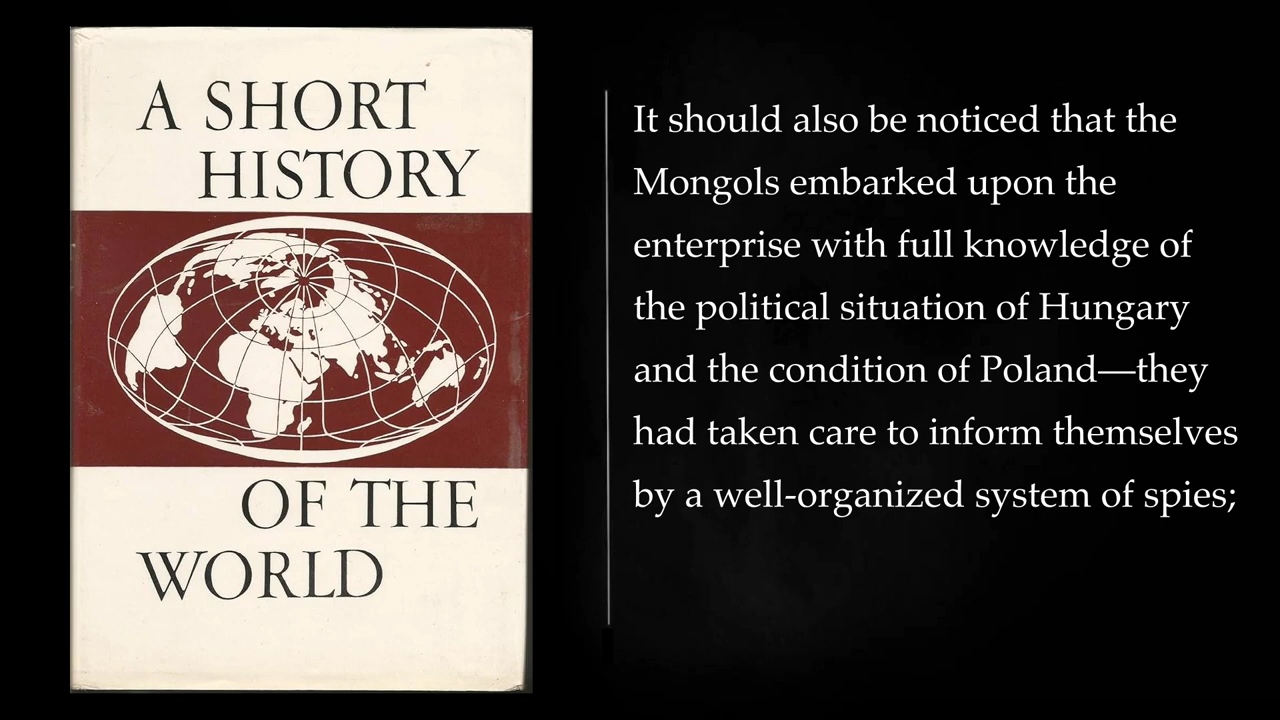 A SHORT
HISTORY
OF THE
WORLD
It should also be noticed that the
Mongols embarked upon the
enterprise with full knowledge of
the political situation of Hungary
and the condition of Poland—they
had taken care to inform themselves
by a well-organized system of spies;